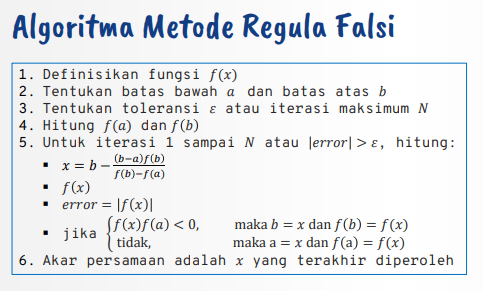 Algoritma Metode Regula Falsi
1. Definisikan fungsi f(x)
2. Tentukan batas bawah a dan batas atas b
3. Tentukan toleransi ε atau iterasi maksimum N
4. Hitung f(a) dan f(b)
5. Untuk iterasi 1 sampai N atau |error| > ε, hitung:
▪ x = b − (b−a)f(b) / f(b)−f(a)
▪ f(x)
▪ error = |f(x)|
▪ jika { f(x)f(a) < 0, maka b = x dan f(b) = f(x)
tidak, maka a = x dan f(a) = f(x)
6. Akar persamaan adalah x yang terakhir diperoleh